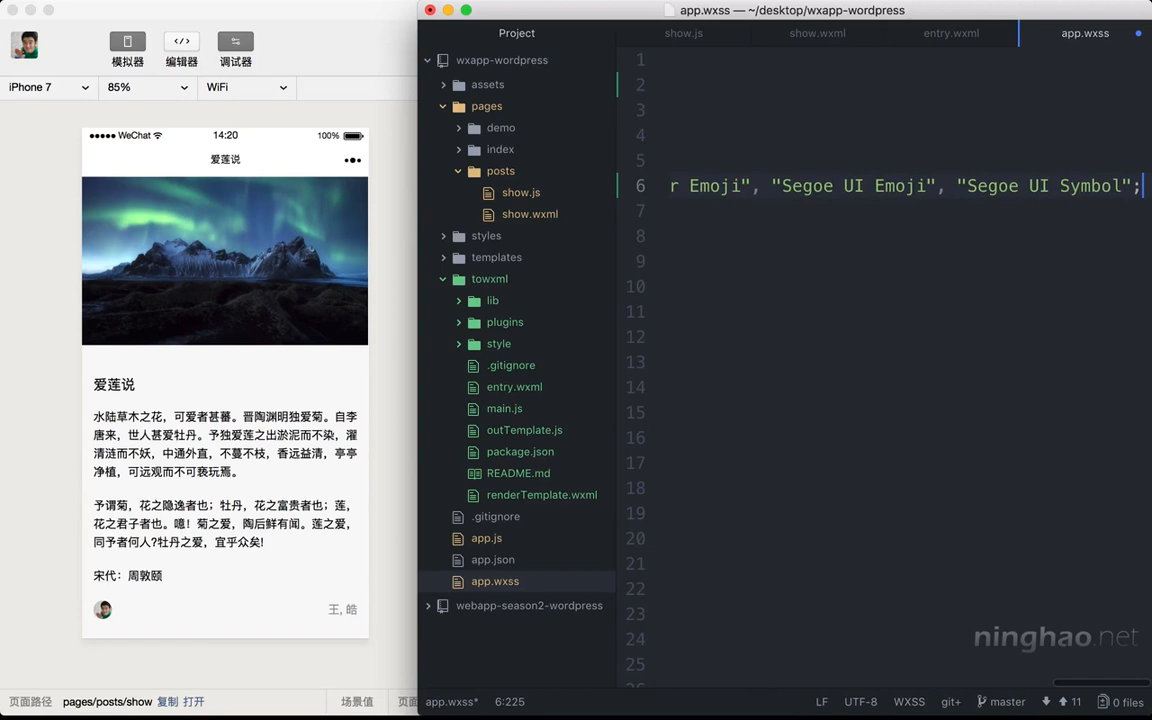 app.wxss — ~/desktop/wxapp-wordpress
模拟器
编辑器
调试器
iPhone 7
85%
WiFi
WeChat
14:20
100%
爱莲说
爱莲说
水陆草木之花，可爱者甚蕃。晋陶渊明独爱菊。自李
唐来，世人甚爱牡丹。予独爱莲之出淤泥而不染，濯
清涟而不妖，中通外直，不蔓不枝，香远益清，亭亭
净植，可远观而不可亵玩焉。
予谓菊，花之隐逸者也；牡丹，花之富贵者也；莲，
花之君子者也。噫！菊之爱，陶后鲜有闻。莲之爱，
同予者何人?牡丹之爱，宜乎众矣!
宋代：周敦颐
王, 皓
页面路径 pages/posts/show 复制 打开
场景值
页面
Project
wxapp-wordpress
assets
pages
demo
index
posts
show.js
show.wxml
styles
templates
towxml
lib
plugins
style
.gitignore
entry.wxml
main.js
outTemplate.js
package.json
README.md
renderTemplate.wxml
.gitignore
app.js
app.json
app.wxss
webapp-season2-wordpress
show.js
show.wxml
entry.wxml
app.wxss
1
2
3
4
5
6 r Emoji", "Segoe UI Emoji", "Segoe UI Symbol";
7
8
9
10
11
12
13
14
15
16
17
18
19
20
21
22
23
24
25
ninghao.net
app.wxss* 6:225
LF UTF-8 WXSS git+ master 11 0 files